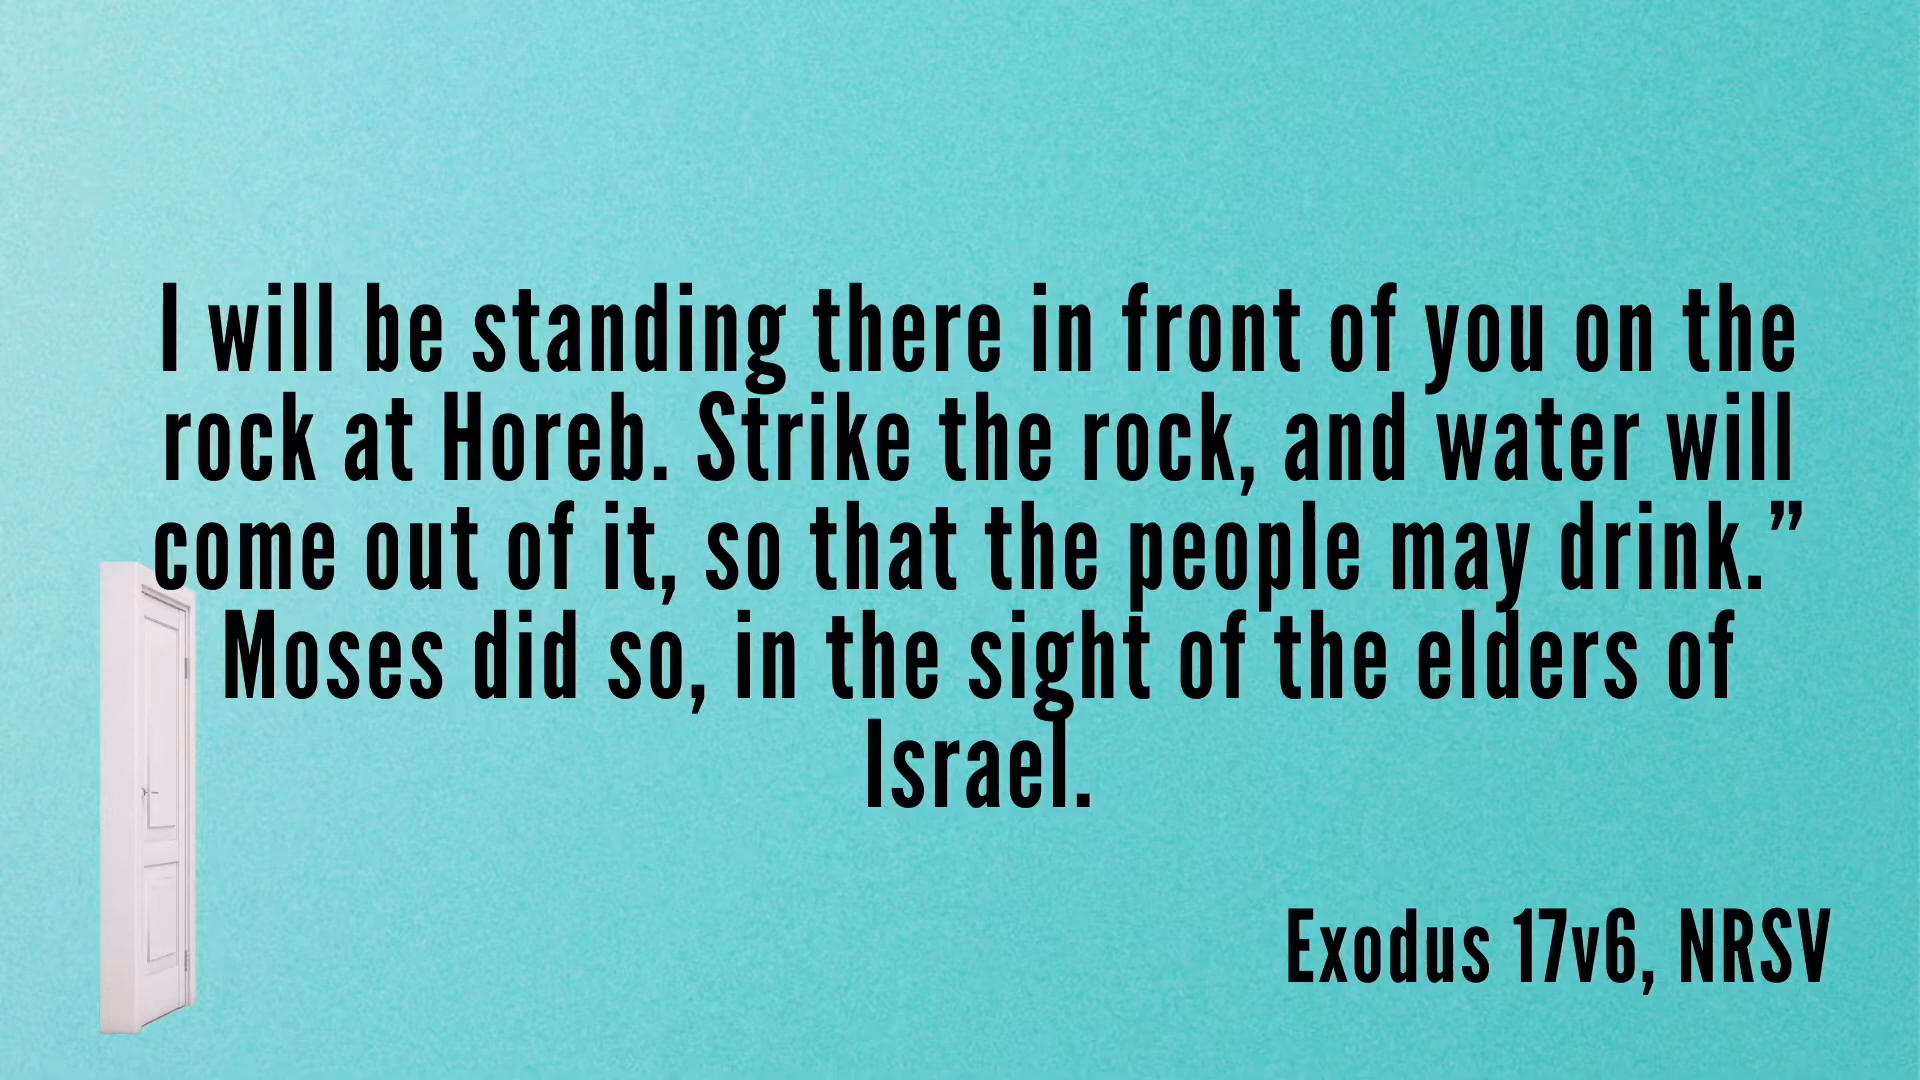 I will be standing there in front of you on the
rock at Horeb. Strike the rock, and water will
come out of it, so that the people may drink.”
Moses did so, in the sight of the elders of
Israel.
Exodus 17v6, NRSV